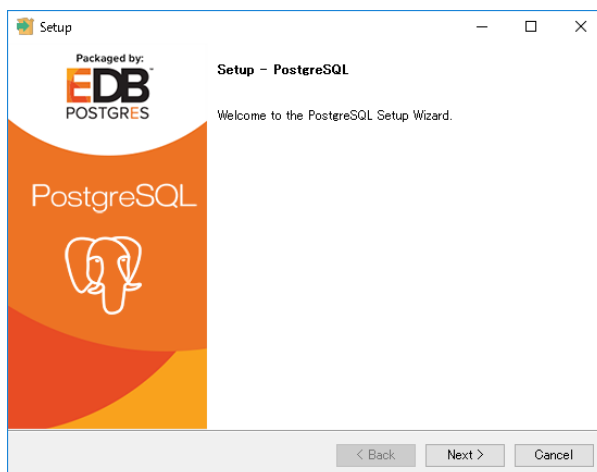 Setup
Packaged by:
EDB
POSTGRES
PostgreSQL
Setup - PostgreSQL
Welcome to the PostgreSQL Setup Wizard.
< Back
Next >
Cancel